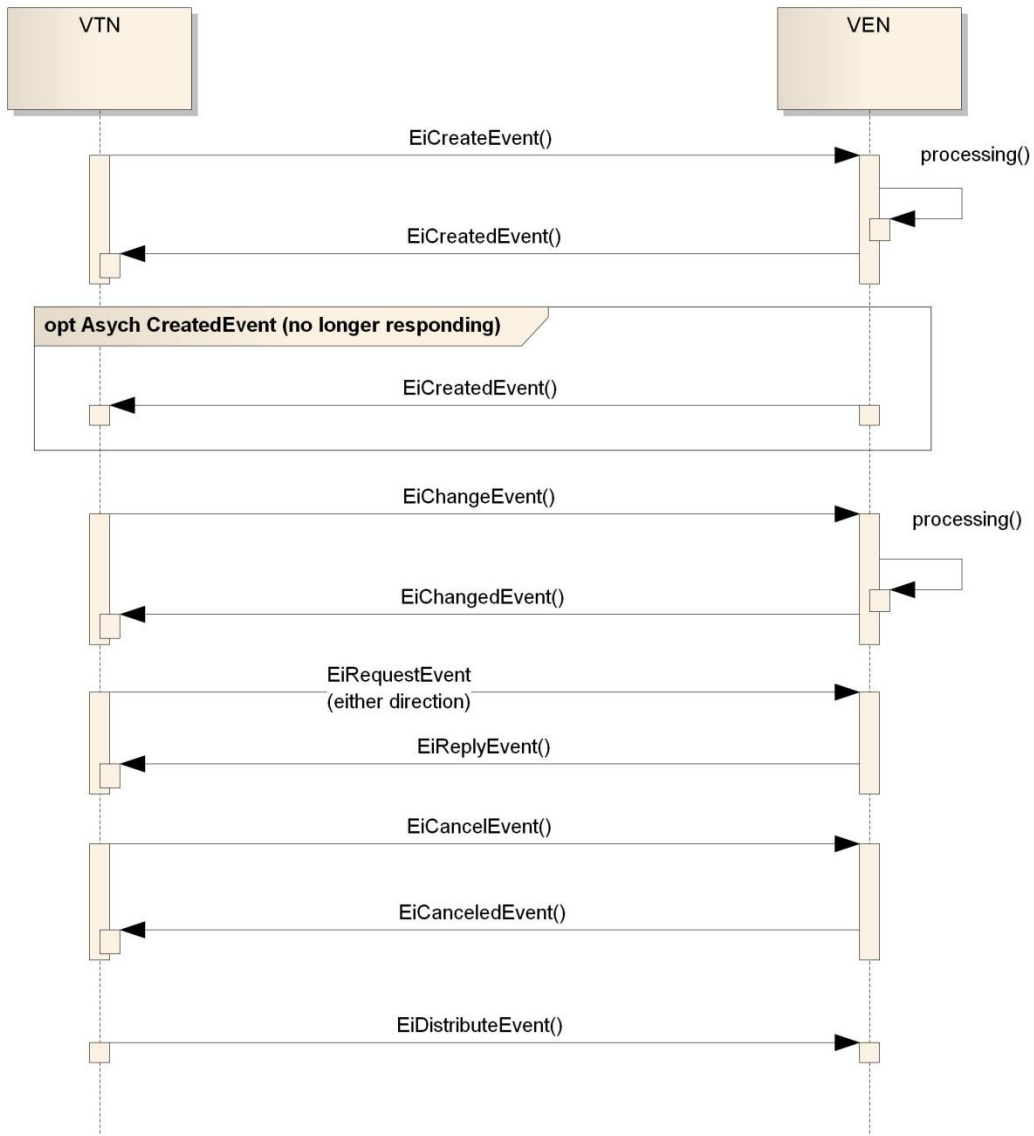 VTN
VEN
EiCreateEvent()
processing()
EiCreatedEvent()
opt Asych CreatedEvent (no longer responding)
EiCreatedEvent()
EiChangeEvent()
processing()
EiChangedEvent()
EiRequestEvent
(either direction)
EiReplyEvent()
EiCancelEvent()
EiCanceledEvent()
EiDistributeEvent()